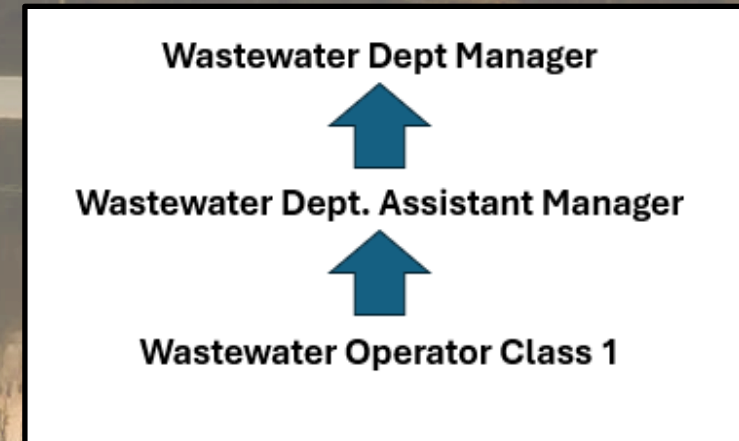 Wastewater Dept Manager
Wastewater Dept. Assistant Manager
Wastewater Operator Class 1